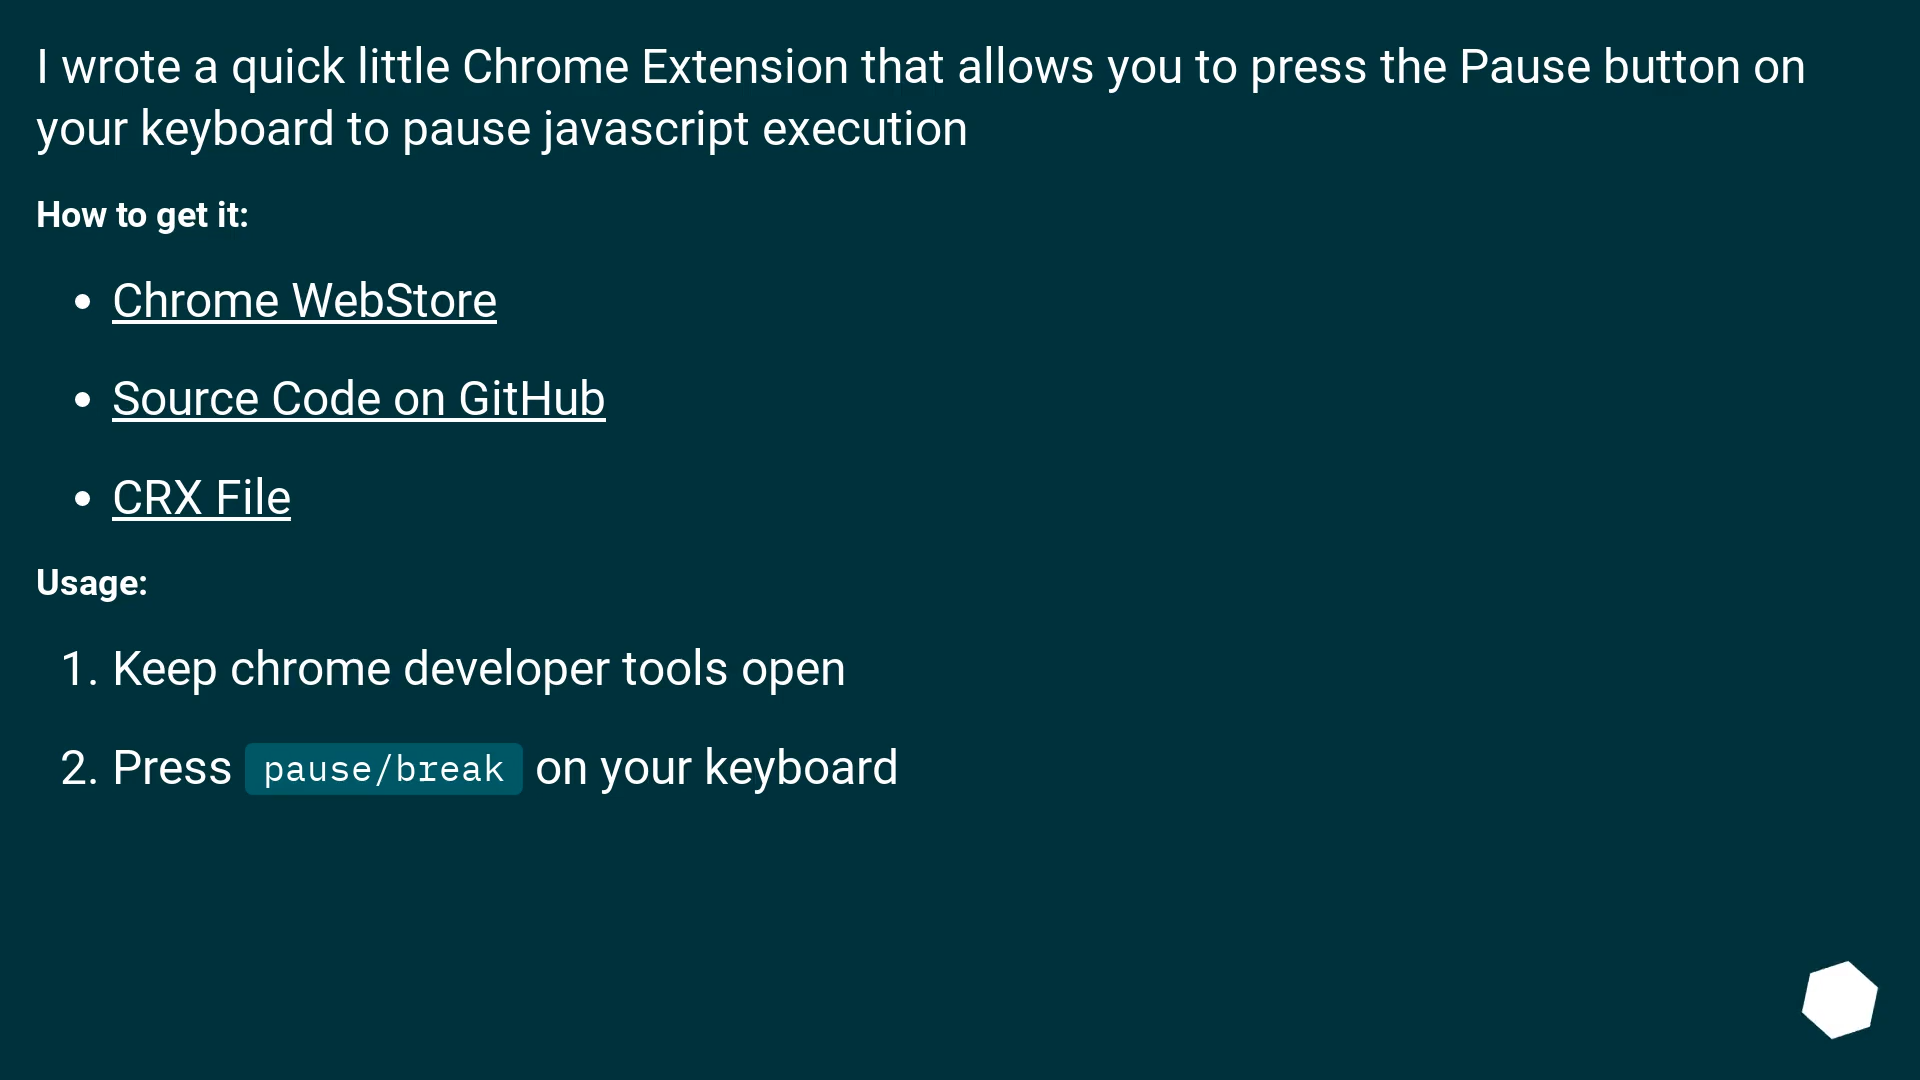 I wrote a quick little Chrome Extension that allows you to press the Pause button on
your keyboard to pause javascript execution
How to get it:
• Chrome WebStore
• Source Code on GitHub
• CRX File
Usage:
1. Keep chrome developer tools open
2. Press pause/break on your keyboard